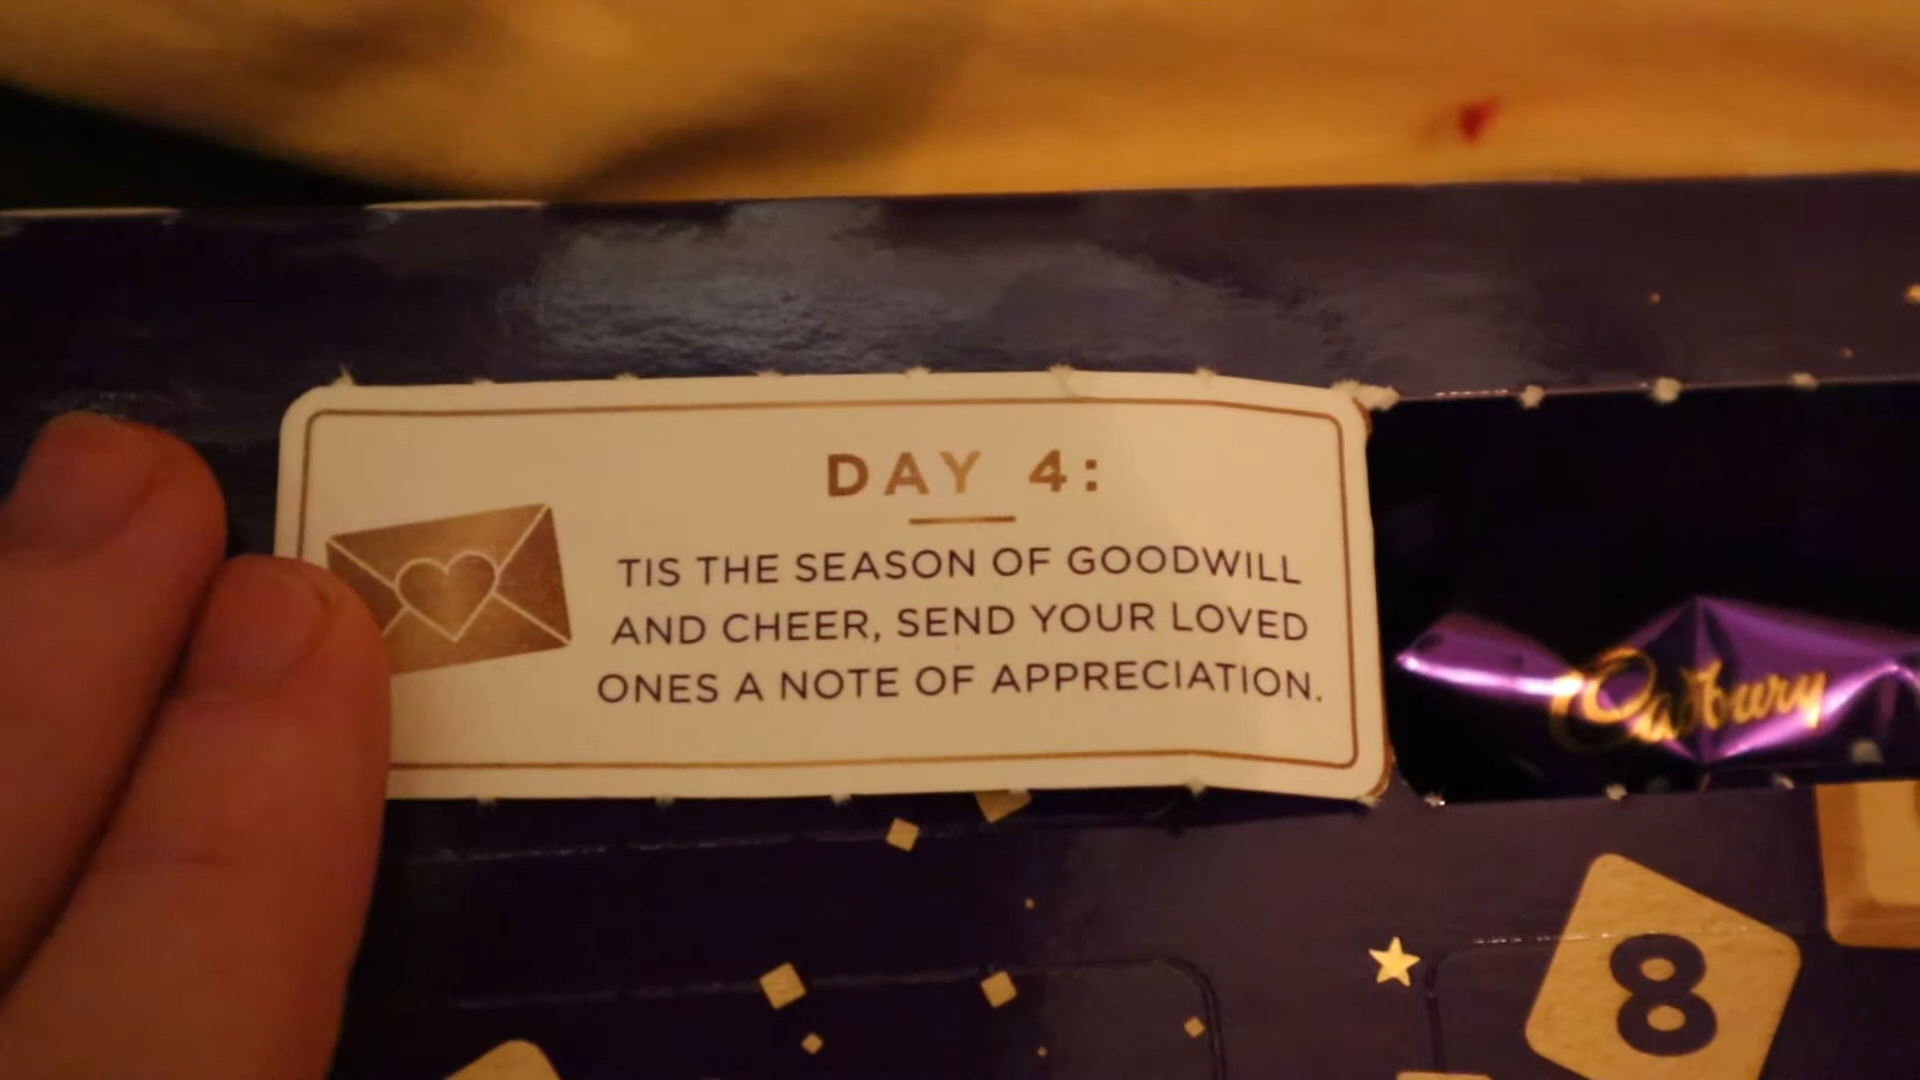 DAY 4:
TIS THE SEASON OF GOODWILL
AND CHEER, SEND YOUR LOVED
ONES A NOTE OF APPRECIATION.
Cadbury
8